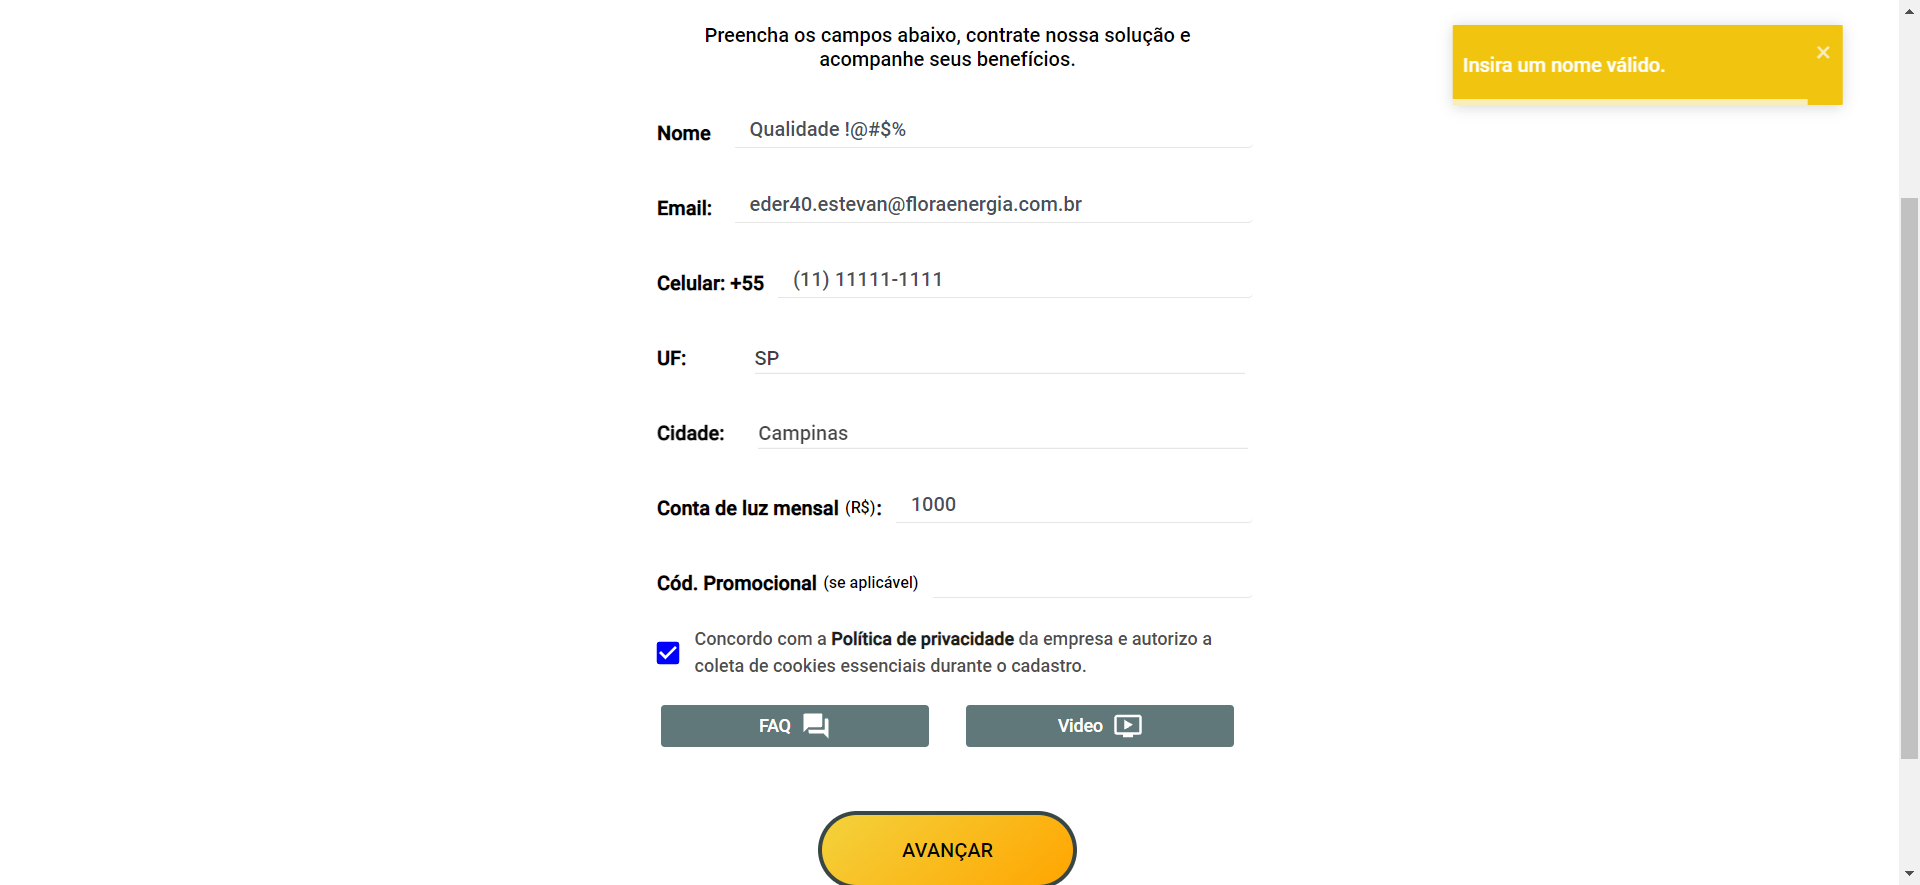 Preencha os campos abaixo, contrate nossa solução e
acompanhe seus benefícios.
Insira um nome válido.
×
Nome Qualidade !@#$%
Email: eder40.estevan@floraenergia.com.br
Celular: +55 (11) 11111-1111
UF: SP
Cidade: Campinas
Conta de luz mensal (R$): 1000
Cód. Promocional (se aplicável)
Concordo com a Política de privacidade da empresa e autorizo a
coleta de cookies essenciais durante o cadastro.
FAQ
Video
AVANÇAR